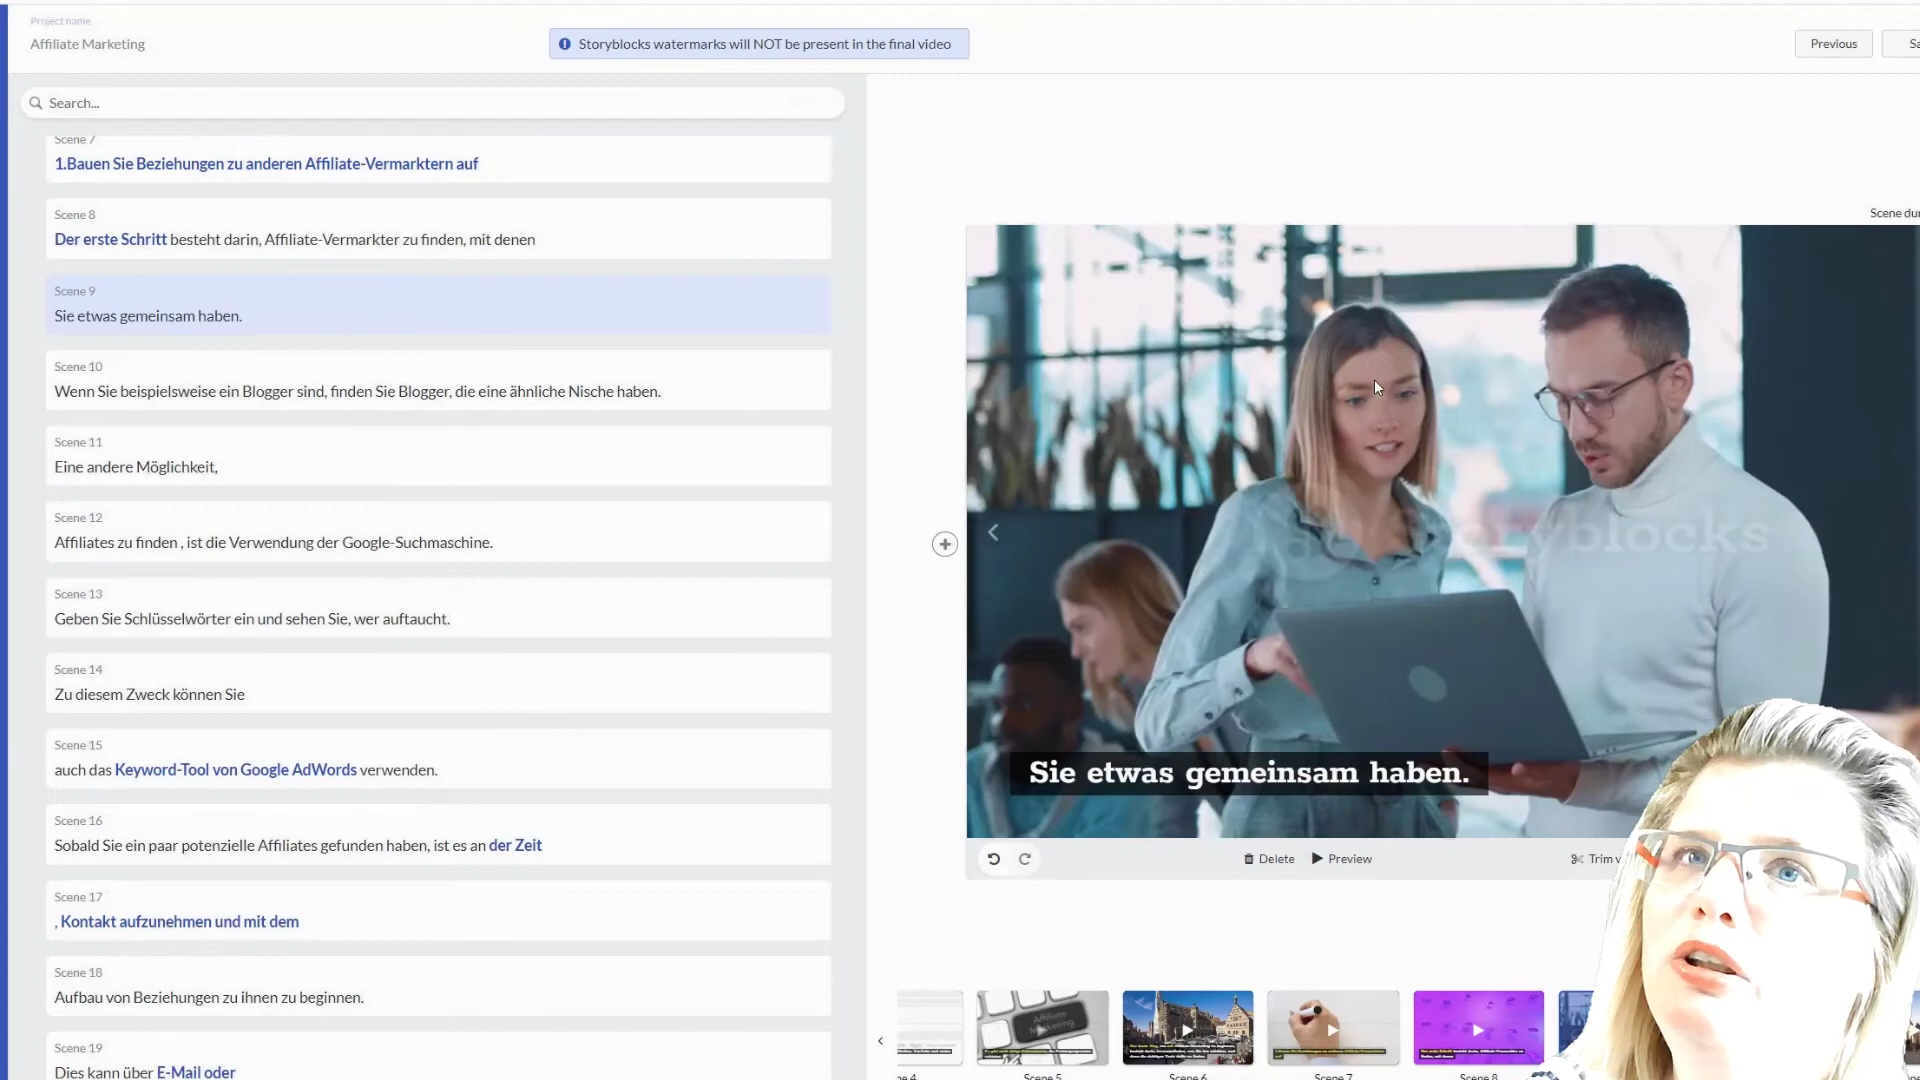 Project name
Affiliate Marketing
Storyblocks watermarks will NOT be present in the final video
Previous
Search...
Scene 7
1.Bauen Sie Beziehungen zu anderen Affiliate-Vermarktern auf
Scene 8
Der erste Schritt besteht darin, Affiliate-Vermarkter zu finden, mit denen
Scene 9
Sie etwas gemeinsam haben.
Scene 10
Wenn Sie beispielsweise ein Blogger sind, finden Sie Blogger, die eine ähnliche Nische haben.
Scene 11
Eine andere Möglichkeit,
Scene 12
Affiliates zu finden , ist die Verwendung der Google-Suchmaschine.
Scene 13
Geben Sie Schlüsselwörter ein und sehen Sie, wer auftaucht.
Scene 14
Zu diesem Zweck können Sie
Scene 15
auch das Keyword-Tool von Google AdWords verwenden.
Scene 16
Sobald Sie ein paar potenzielle Affiliates gefunden haben, ist es an der Zeit
Scene 17
, Kontakt aufzunehmen und mit dem
Scene 18
Aufbau von Beziehungen zu ihnen zu beginnen.
Scene 19
Dies kann über E-Mail oder
Scene
storyblocks
Sie etwas gemeinsam haben.
Delete
Preview
Trim
Affiliate
Marketing
Scene 5
Scene 6
Scene 7
Scene 8